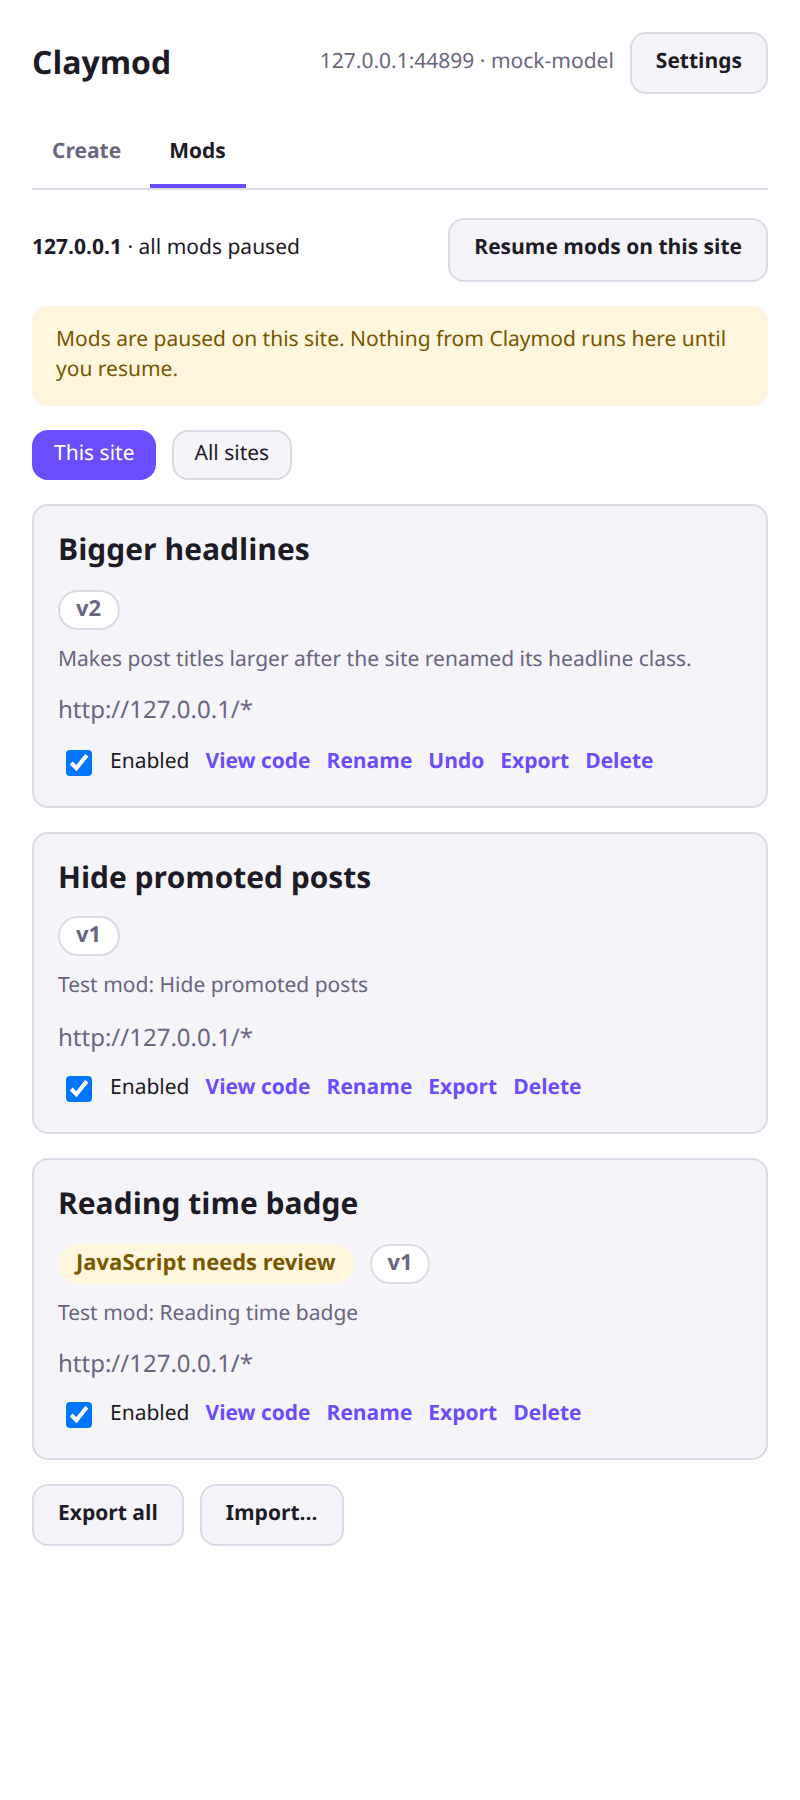 Claymod
127.0.0.1:44899 · mock-model
Settings
Create
Mods
127.0.0.1 · all mods paused
Resume mods on this site
Mods are paused on this site. Nothing from Claymod runs here until
you resume.
This site
All sites
Bigger headlines
v2
Makes post titles larger after the site renamed its headline class.
http://127.0.0.1/*
Enabled View code Rename Undo Export Delete
Hide promoted posts
v1
Test mod: Hide promoted posts
http://127.0.0.1/*
Enabled View code Rename Export Delete
Reading time badge
JavaScript needs review v1
Test mod: Reading time badge
http://127.0.0.1/*
Enabled View code Rename Export Delete
Export all
Import…